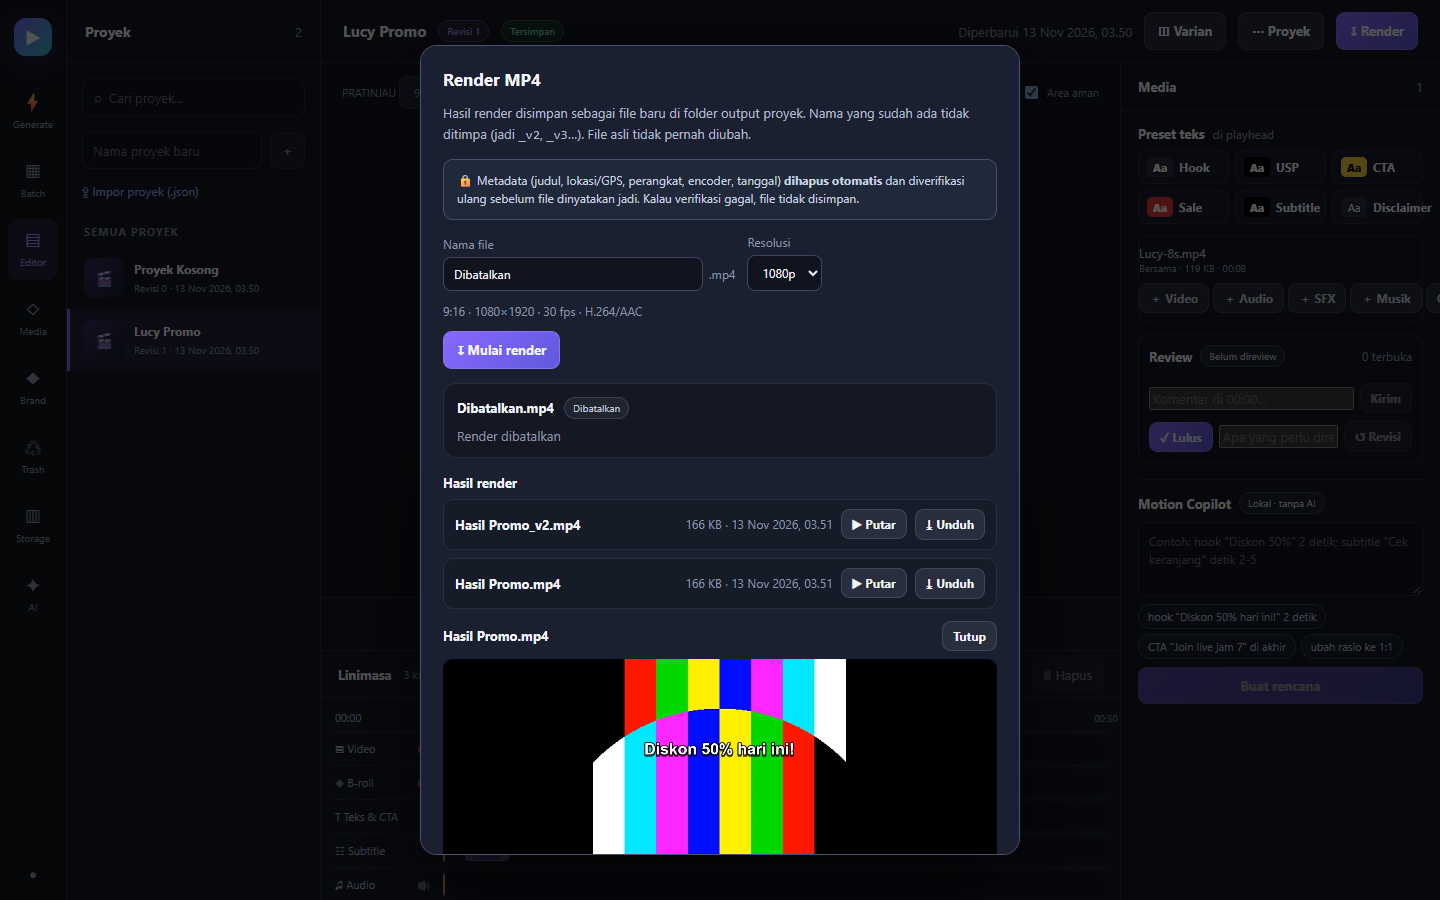 Proyek
2
Lucy Promo
Revisi 1
Tersimpan
Diperbarui 13 Nov 2026, 03.50
Varian
Proyek
Render
Generate
Batch
Editor
Media
Brand
Trash
Storage
AI
Cari proyek...
Nama proyek baru
+
Impor proyek (.json)
SEMUA PROYEK
Proyek Kosong
Revisi 0 · 13 Nov 2026, 03.50
Lucy Promo
Revisi 1 · 13 Nov 2026, 03.50
PRATINJAU
Area aman
Render MP4
Hasil render disimpan sebagai file baru di folder output proyek. Nama yang sudah ada tidak
ditimpa (jadi _v2, _v3…). File asli tidak pernah diubah.
Metadata (judul, lokasi/GPS, perangkat, encoder, tanggal) dihapus otomatis dan diverifikasi
ulang sebelum file dinyatakan jadi. Kalau verifikasi gagal, file tidak disimpan.
Nama file
Resolusi
Dibatalkan
.mp4
1080p
9:16 · 1080×1920 · 30 fps · H.264/AAC
Mulai render
Dibatalkan.mp4
Dibatalkan
Render dibatalkan
Hasil render
Hasil Promo_v2.mp4
166 KB · 13 Nov 2026, 03.51
Putar
Unduh
Hasil Promo.mp4
166 KB · 13 Nov 2026, 03.51
Putar
Unduh
Hasil Promo.mp4
Tutup
Diskon 50% hari ini!
Linimasa
Hapus
00:00
00:30
Video
B-roll
T Teks & CTA
Subtitle
Audio
Media
1
Preset teks
di playhead
Aa Hook
Aa USP
Aa CTA
Aa Sale
Aa Subtitle
Aa Disclaimer
Lucy-8s.mp4
Bersama · 119 KB · 00:08
+ Video
+ Audio
+ SFX
+ Musik
Review
Belum direview
0 terbuka
Komentar di 00:00...
Kirim
✓ Lulus
Apa yang perlu dire
Revisi
Motion Copilot
Lokal · tanpa AI
Contoh: hook "Diskon 50%" 2 detik; subtitle "Cek
keranjang" detik 2-5
hook "Diskon 50% hari ini!" 2 detik
CTA "Join live jam 7" di akhir
ubah rasio ke 1:1
Buat rencana